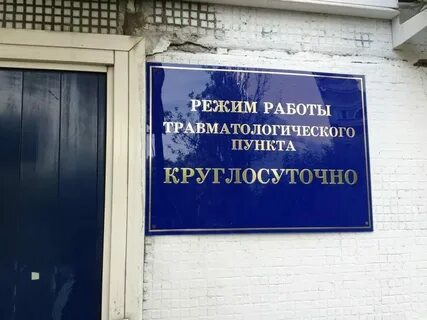 РЕЖИМ РАБОТЫ
ТРАВМАТОЛОГИЧЕСКОГО
ПУНКТА
КРУГЛОСУТОЧНО